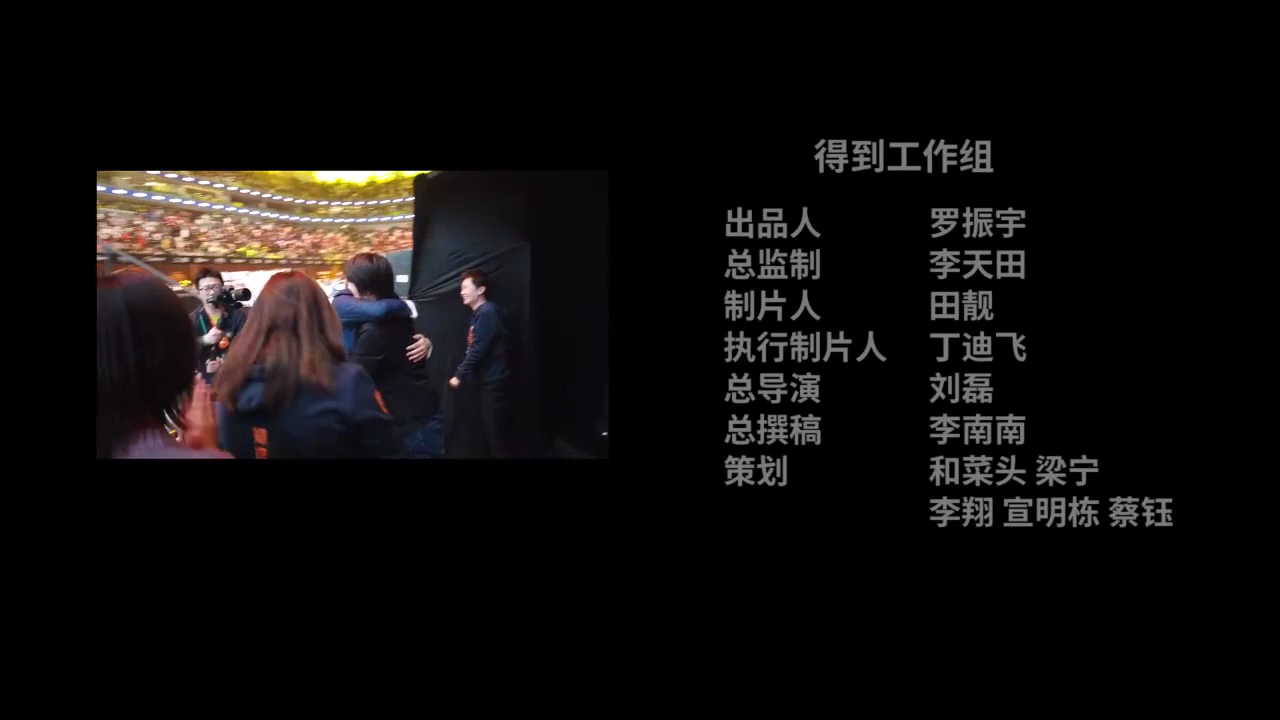 得到工作组
出品人 罗振宇
总监制 李天田
制片人 田靓
执行制片人 丁迪飞
总导演 刘磊
总撰稿 李南南
策划 和菜头 梁宁
李翔 宣明栋 蔡钰